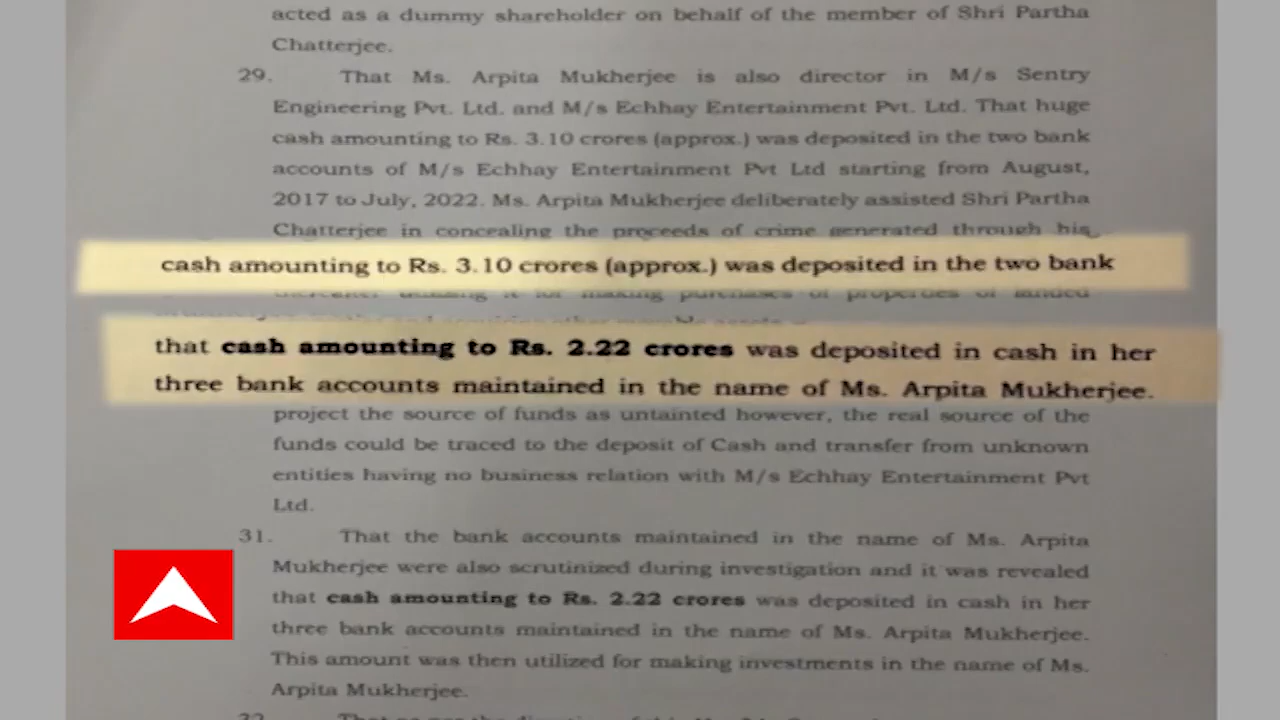 acted as a dummy shareholder on behalf of the member of Shri Partha
Chatterjee.
29. That Ms. Arpita Mukherjee is also director in M/s Sentry
Engineering Pvt. Ltd. and M/s Echhay Entertainment Pvt. Ltd. That huge
cash amounting to Rs. 3.10 crores (approx.) was deposited in the two bank
accounts of M/s Echhay Entertainment Pvt Ltd starting from August,
2017 to July, 2022. Ms. Arpita Mukherjee deliberately assisted Shri Partha
Chatterjee in concealing the proceeds of crime generated through his
cash amounting to Rs. 3.10 crores (approx.) was deposited in the two bank
utilizing it for making purchases of properties of landed
that cash amounting to Rs. 2.22 crores was deposited in cash in her
three bank accounts maintained in the name of Ms. Arpita Mukherjee.
project the source of funds as untainted however, the real source of the
funds could be traced to the deposit of Cash and transfer from unknown
entities having no business relation with M/s Echhay Entertainment Pvt
Ltd.
31. That the bank accounts maintained in the name of Ms. Arpita
Mukherjee were also scrutinized during investigation and it was revealed
that cash amounting to Rs. 2.22 crores was deposited in cash in her
three bank accounts maintained in the name of Ms. Arpita Mukherjee.
This amount was then utilized for making investments in the name of Ms.
Arpita Mukherjee.